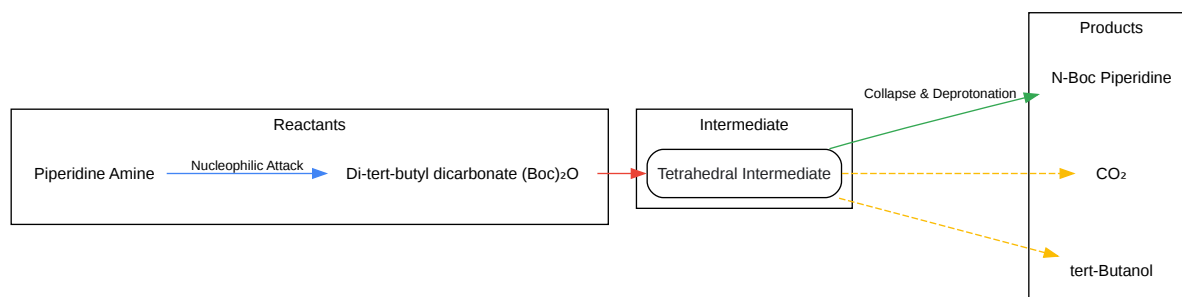 Products
N-Boc Piperidine
Collapse & Deprotonation
Reactants
Intermediate
Piperidine Amine
Nucleophilic Attack
Di-tert-butyl dicarbonate (Boc)₂O
Tetrahedral Intermediate
CO₂
tert-Butanol